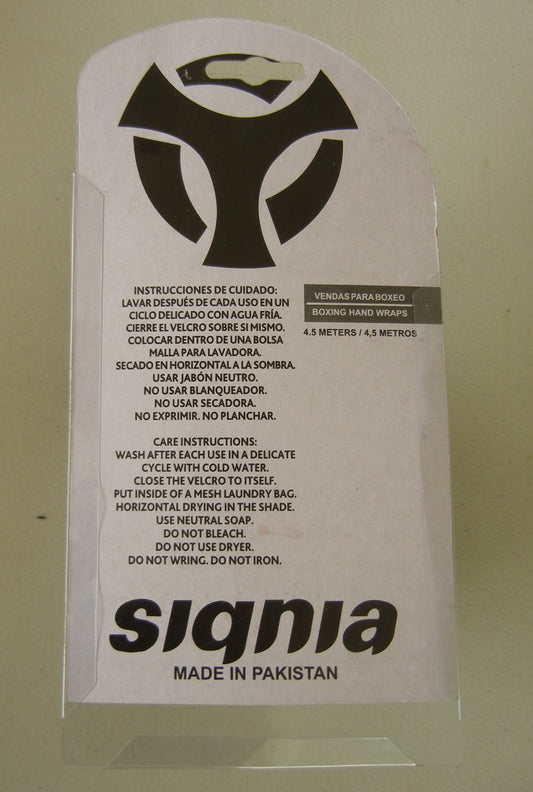 INSTRUCCIONES DE CUIDADO:
LAVAR DESPUÉS DE CADA USO EN UN
CICLO DELICADO CON AGUA FRÍA.
CIERRE EL VELCRO SOBRE SI MISMO.
COLOCAR DENTRO DE UNA BOLSA
MALLA PARA LAVADORA.
SECADO EN HORIZONTAL A LA SOMBRA.
USAR JABÓN NEUTRO.
NO USAR BLANQUEADOR.
NO USAR SECADORA.
NO EXPRIMIR. NO PLANCHAR.
CARE INSTRUCTIONS:
WASH AFTER EACH USE IN A DELICATE
CYCLE WITH COLD WATER.
CLOSE THE VELCRO TO ITSELF.
PUT INSIDE OF A MESH LAUNDRY BAG.
HORIZONTAL DRYING IN THE SHADE.
USE NEUTRAL SOAP.
DO NOT BLEACH.
DO NOT USE DRYER.
DO NOT WRING. DO NOT IRON.
VENDAS PARA BOXEO
BOXING HAND WRAPS
4.5 METERS / 4,5 METROS
siqnia
MADE IN PAKISTAN